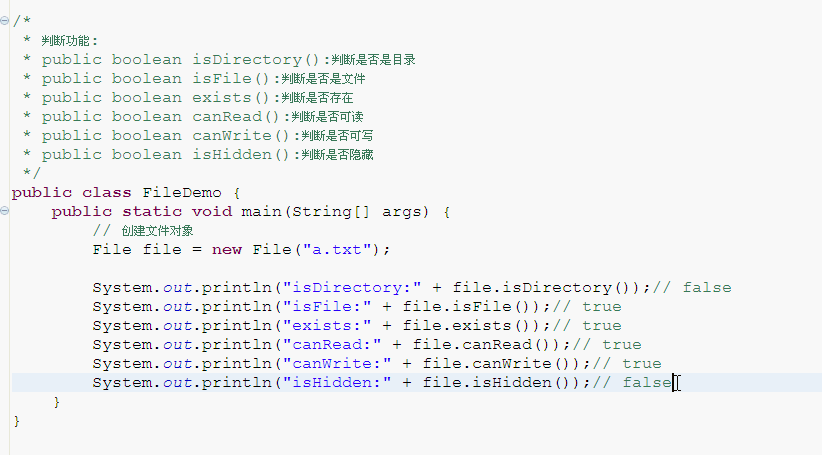 /*
 * 判断功能:
 * public boolean isDirectory():判断是否是目录
 * public boolean isFile():判断是否是文件
 * public boolean exists():判断是否存在
 * public boolean canRead():判断是否可读
 * public boolean canWrite():判断是否可写
 * public boolean isHidden():判断是否隐藏
 */
public class FileDemo {
    public static void main(String[] args) {
        // 创建文件对象
        File file = new File("a.txt");

        System.out.println("isDirectory:" + file.isDirectory());// false
        System.out.println("isFile:" + file.isFile());// true
        System.out.println("exists:" + file.exists());// true
        System.out.println("canRead:" + file.canRead());// true
        System.out.println("canWrite:" + file.canWrite());// true
        System.out.println("isHidden:" + file.isHidden());// false
    }
}